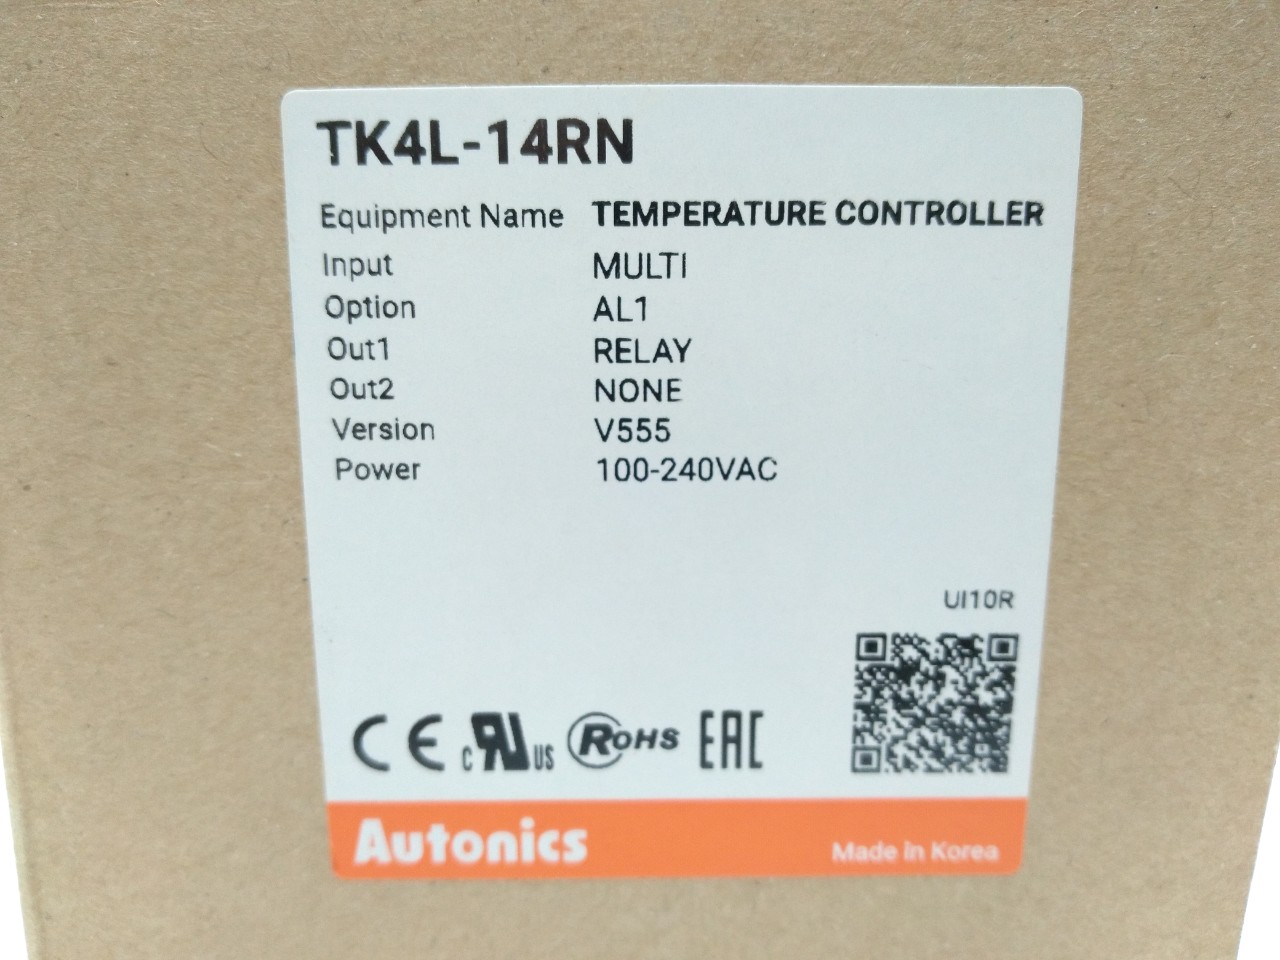 TK4L-14RN
Equipment Name TEMPERATURE CONTROLLER
Input MULTI
Option AL1
Out1 RELAY
Out2 NONE
Version V555
Power 100-240VAC
UI10R
CE c RU US RoHS EAC
Autonics Made in Korea